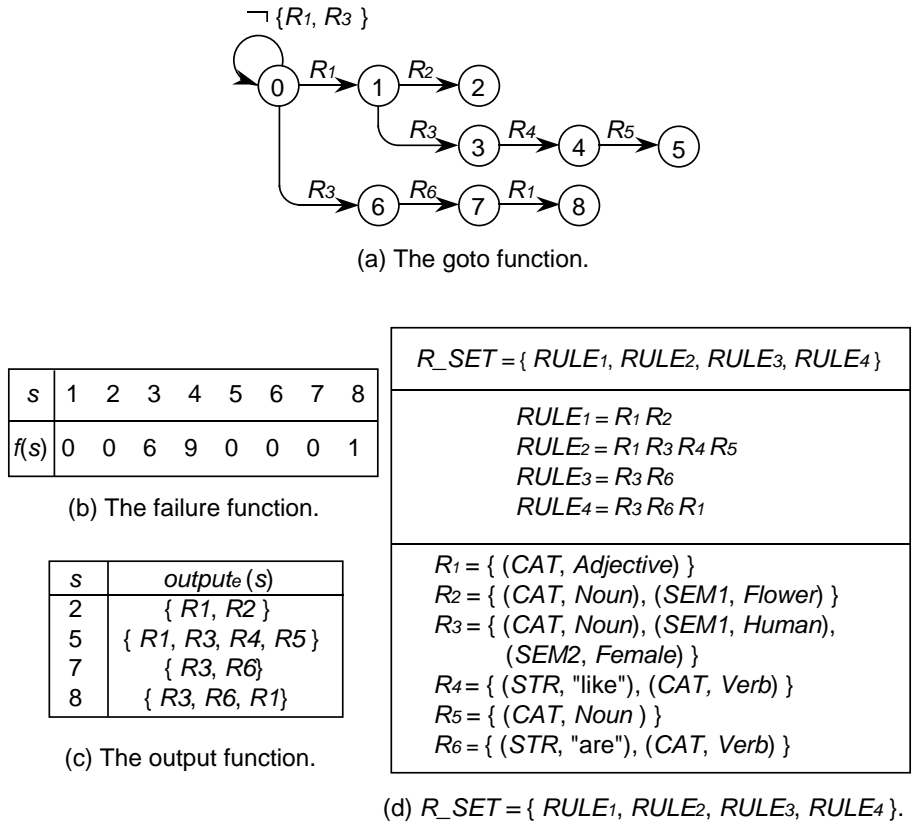 ¬ {R1, R3 }
0 R1 1 R2 2
R3 3 R4 4 R5 5
R3 6 R6 7 R1 8
(a) The goto function.
s 1 2 3 4 5 6 7 8
f(s) 0 0 6 9 0 0 0 1
(b) The failure function.
s outpute (s)
2 { R1, R2 }
5 { R1, R3, R4, R5 }
7 { R3, R6}
8 { R3, R6, R1}
(c) The output function.
R_SET = { RULE1, RULE2, RULE3, RULE4 }
RULE1 = R1 R2
RULE2 = R1 R3 R4 R5
RULE3 = R3 R6
RULE4 = R3 R6 R1
R1 = { (CAT, Adjective) }
R2 = { (CAT, Noun), (SEM1, Flower) }
R3 = { (CAT, Noun), (SEM1, Human),
(SEM2, Female) }
R4 = { (STR, "like"), (CAT, Verb) }
R5 = { (CAT, Noun ) }
R6 = { (STR, "are"), (CAT, Verb) }
(d) R_SET = { RULE1, RULE2, RULE3, RULE4 }.